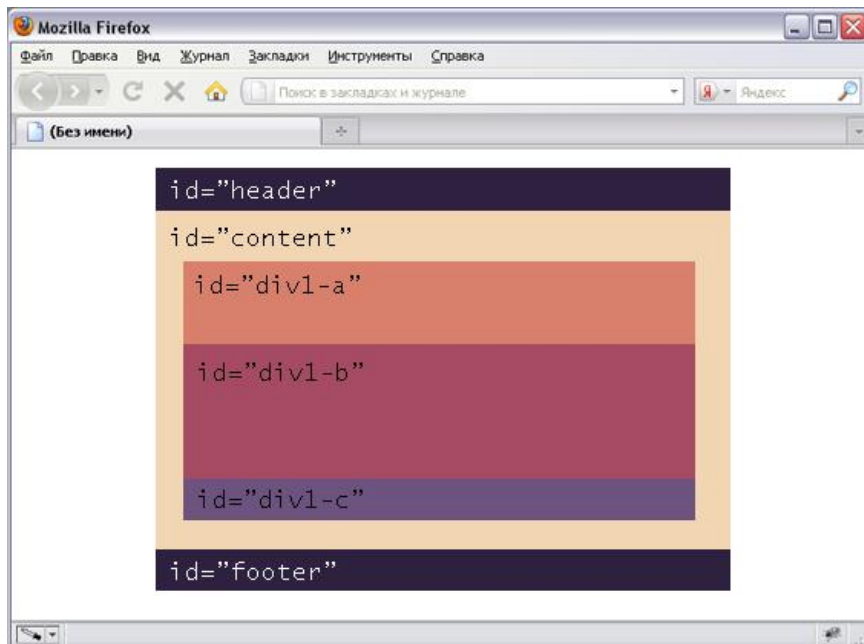 Mozilla Firefox
Файл Правка Вид Журнал Закладки Инструменты Справка
Поиск в закладках и журнале Я Яндекс
(Без имени)
id=”header”
id=”content”
id=”div1-a”
id=”div1-b”
id=”div1-c”
id=”footer”